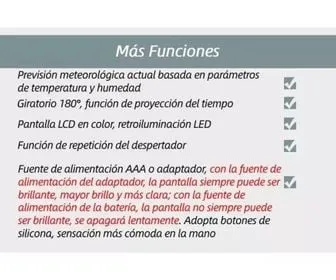 Más Funciones
Previsión meteorológica actual basada en parámetros
de temperatura y humedad
Giratorio 180°, función de proyección del tiempo
Pantalla LCD en color, retroiluminación LED
Función de repetición del despertador
Fuente de alimentación AAA o adaptador, con la fuente de
alimentación del adaptador, la pantalla siempre puede ser
brillante, mayor brillo y más clara; con la fuente de
alimentación de la batería, la pantalla no siempre puede
ser brillante, se apagará lentamente. Adopta botones de
silicona, sensación más cómoda en la mano